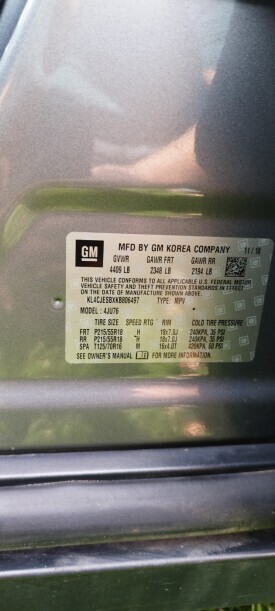 GM
MFD BY GM KOREA COMPANY 11/18
GVWR GAWR FRT GAWR RR
4409 LB 2348 LB 2194 LB
THIS VEHICLE CONFORMS TO ALL APPLICABLE U.S. FEDERAL MOTOR
VEHICLE SAFETY AND THEFT PREVENTION STANDARDS IN EFFECT
ON THE DATE OF MANUFACTURE SHOWN ABOVE.
KL4CJESBXKB806497 TYPE: MPV
MODEL: 4JU76
TIRE SIZE SPEED RTG RIM COLD TIRE PRESSURE
FRT P215/55R18 H 18x7.0J 240KPA, 35 PSI
RR P215/55R18 H 18x7.0J 240KPA, 35 PSI
SPA T125/70R16 M 16x4.0T 420KPA, 60 PSI
SEE OWNER'S MANUAL FOR MORE INFORMATION.